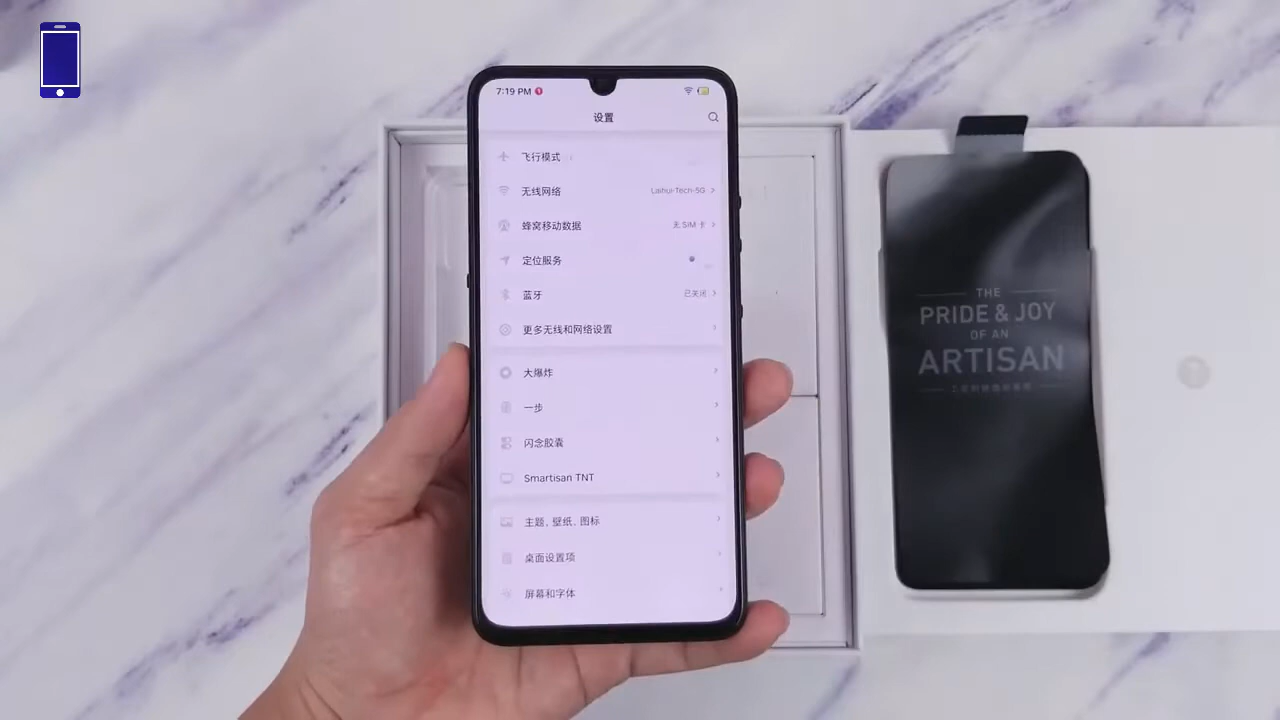 7:19 PM
设置
飞行模式
无线网络 Laihui-Tech-5G
蜂窝移动数据 无 SIM 卡
定位服务
蓝牙 已关闭
更多无线和网络设置
大爆炸
一步
闪念胶囊
Smartisan TNT
主题、壁纸、图标
桌面设置项
屏幕和字体
THE
PRIDE & JOY
OF AN
ARTISAN